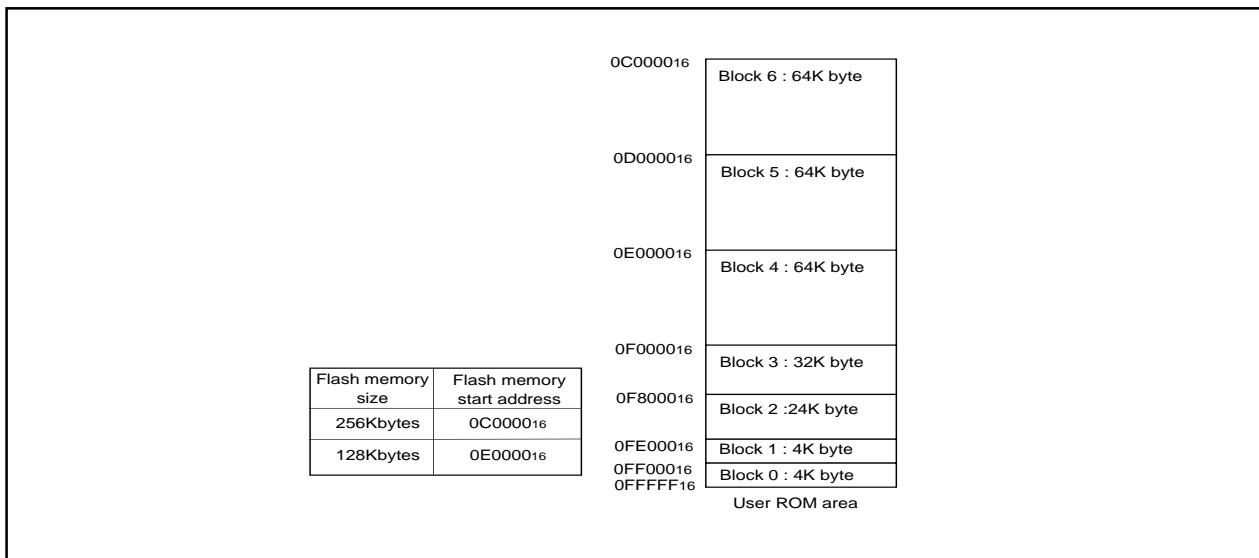 0C000016
Block 6 : 64K byte
0D000016
Block 5 : 64K byte
0E000016
Block 4 : 64K byte
0F000016
Block 3 : 32K byte
0F800016
Block 2 :24K byte
0FE00016
Block 1 : 4K byte
0FF00016
Block 0 : 4K byte
0FFFFF16
User ROM area
Flash memory size
Flash memory start address
256Kbytes
0C000016
128Kbytes
0E000016